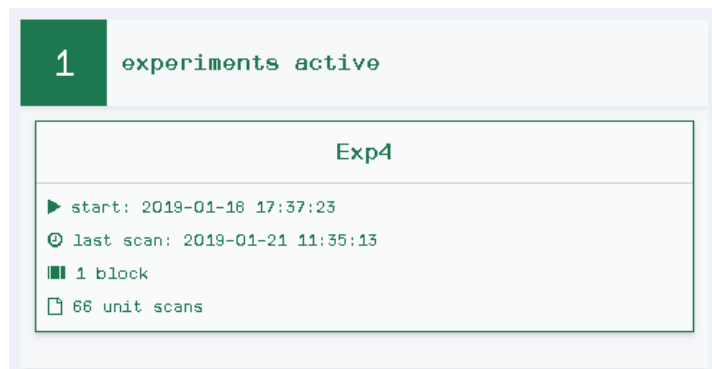 1 experiments active
Exp4
start: 2019-01-18 17:37:23
last scan: 2019-01-21 11:35:13
1 block
66 unit scans